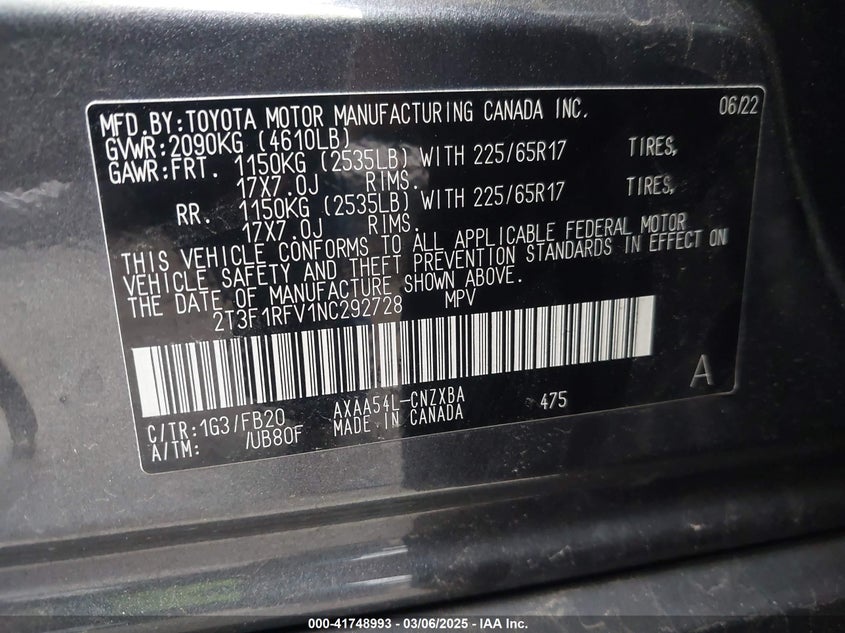 MFD.BY:TOYOTA MOTOR MANUFACTURING CANADA INC. 06/22
GVWR:2090KG (4610LB)
GAWR:FRT. 1150KG (2535LB) WITH 225/65R17 TIRES,
17X7.0J RIMS.
RR. 1150KG (2535LB) WITH 225/65R17 TIRES,
17X7.0J RIMS.
THIS VEHICLE CONFORMS TO ALL APPLICABLE FEDERAL MOTOR
VEHICLE SAFETY AND THEFT PREVENTION STANDARDS IN EFFECT ON
THE DATE OF MANUFACTURE SHOWN ABOVE.
2T3F1RFV1NC292728 MPV
A
C/TR:1G3/FB20 AXAA54L-CNZXBA 475
A/TM: /UB80F MADE IN CANADA
000-41748993 - 03/06/2025 - IAA Inc.